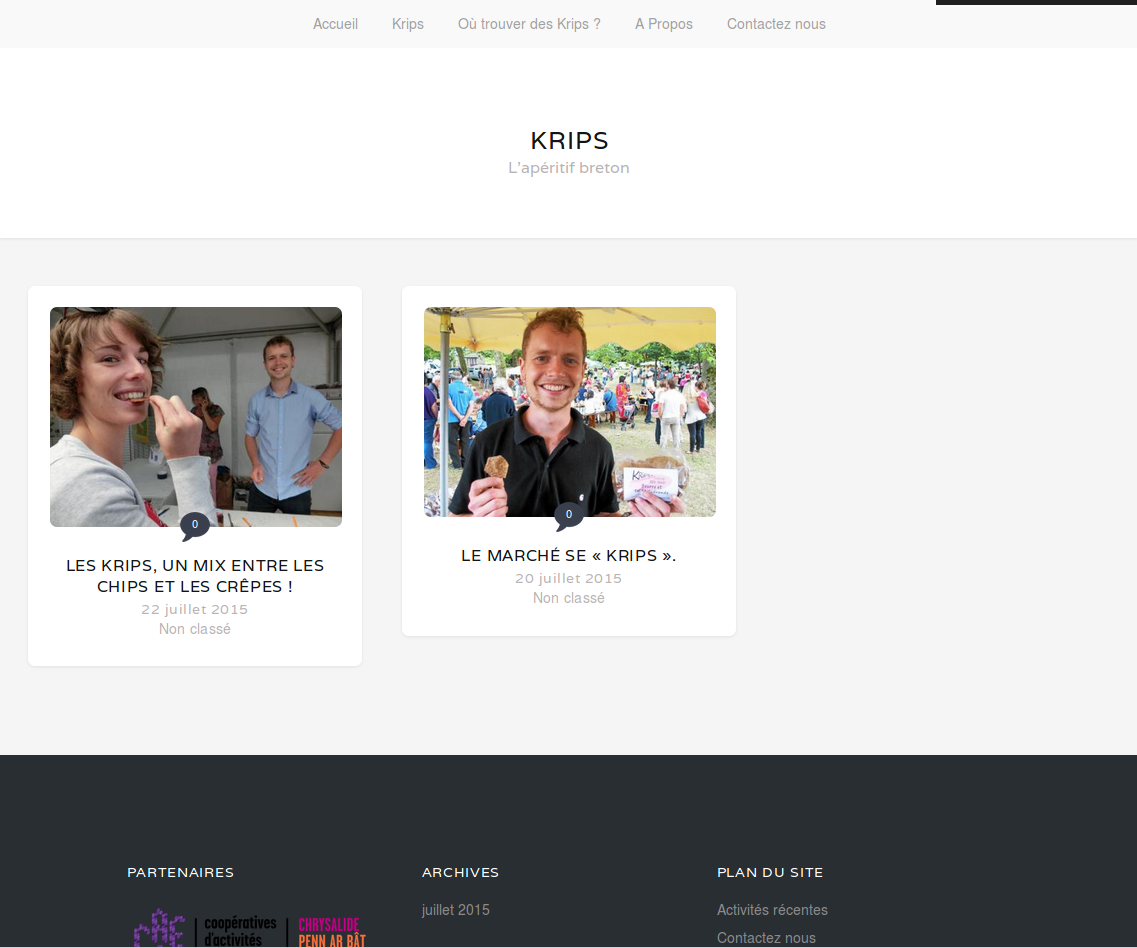 Accueil
Krips
Où trouver des Krips ?
A Propos
Contactez nous
KRIPS
L'apéritif breton
0
LES KRIPS, UN MIX ENTRE LES
CHIPS ET LES CRÊPES !
22 juillet 2015
Non classé
Krips
0
LE MARCHÉ SE « KRIPS ».
20 juillet 2015
Non classé
PARTENAIRES
coopératives
d'activités
CHRYSALIDE
PENN AR BÂT
ARCHIVES
juillet 2015
PLAN DU SITE
Activités récentes
Contactez nous